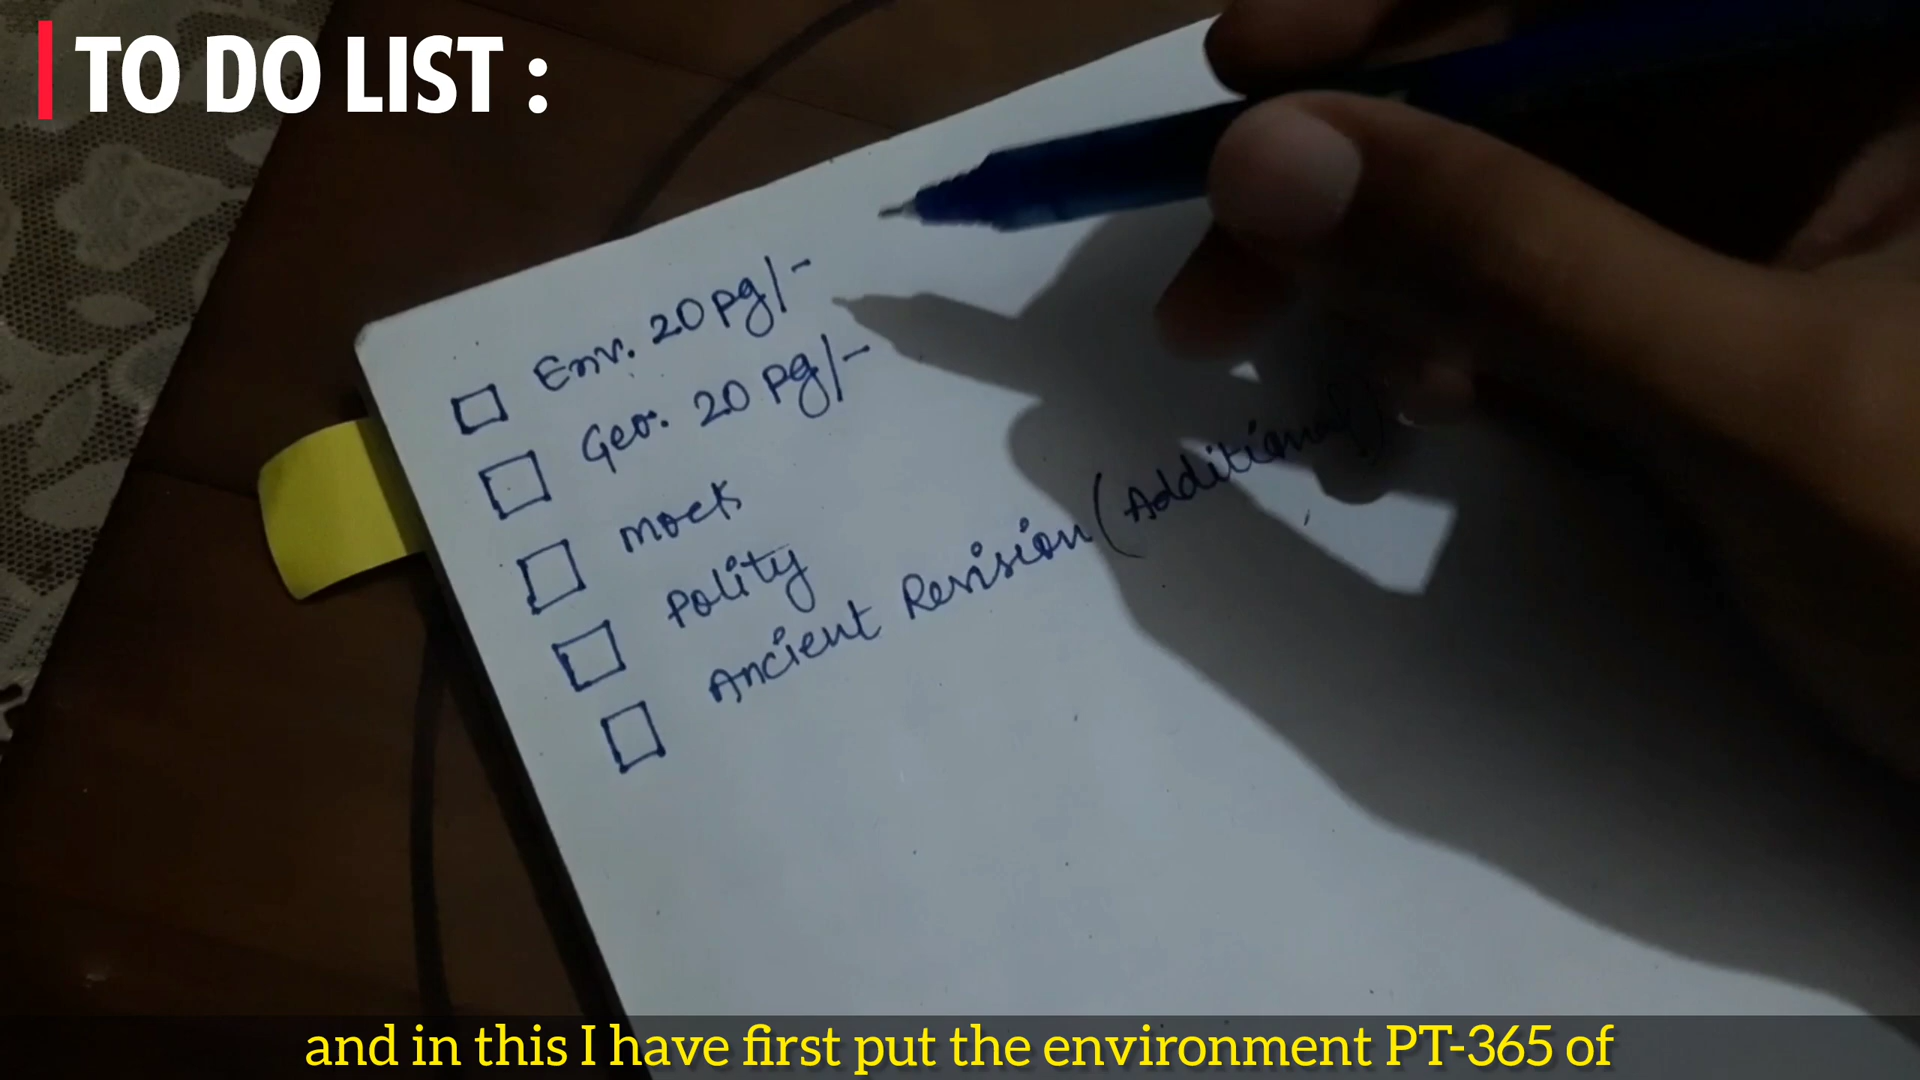 TO DO LIST :
Env. 20 pg/-
Geo. 20 pg/-
Mock
Polity
Ancient Revision (Additional)
and in this I have first put the environment PT-365 of